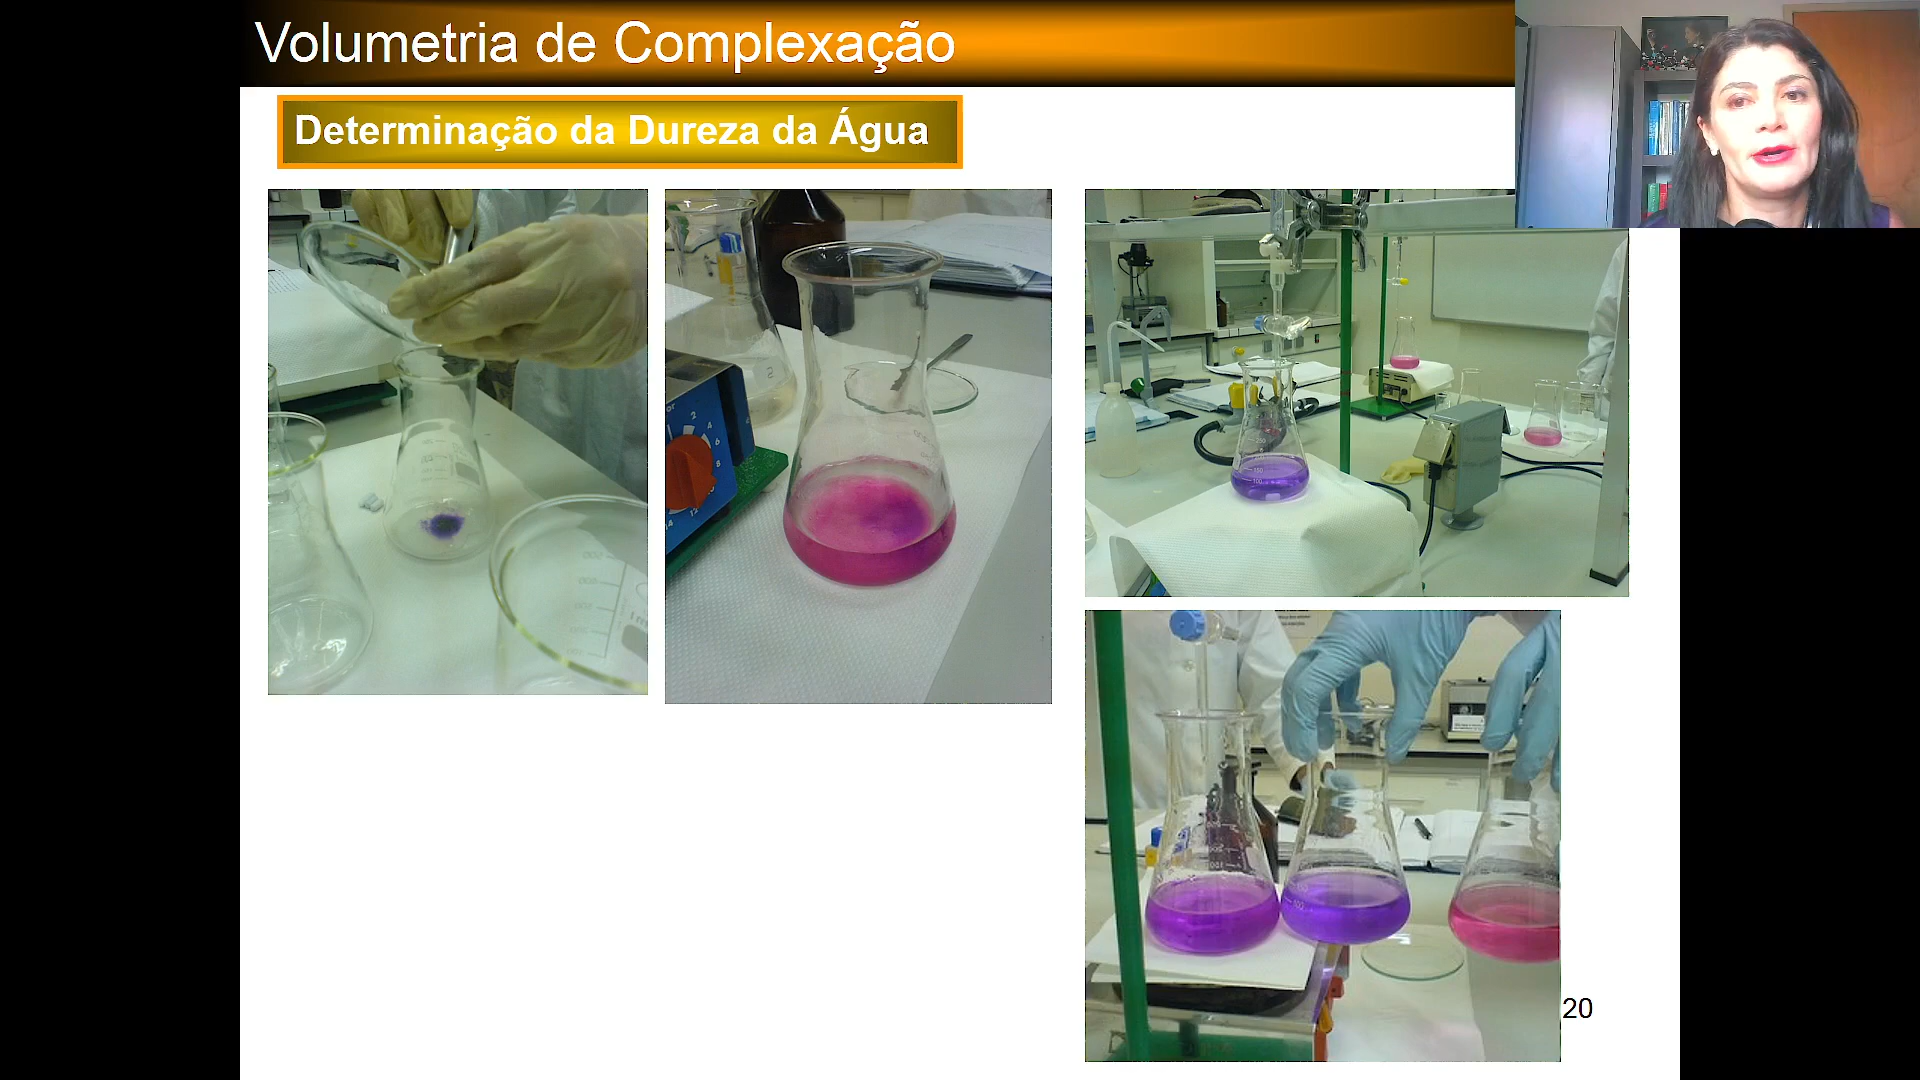 Volumetria de Complexação
Determinação da Dureza da Água
20